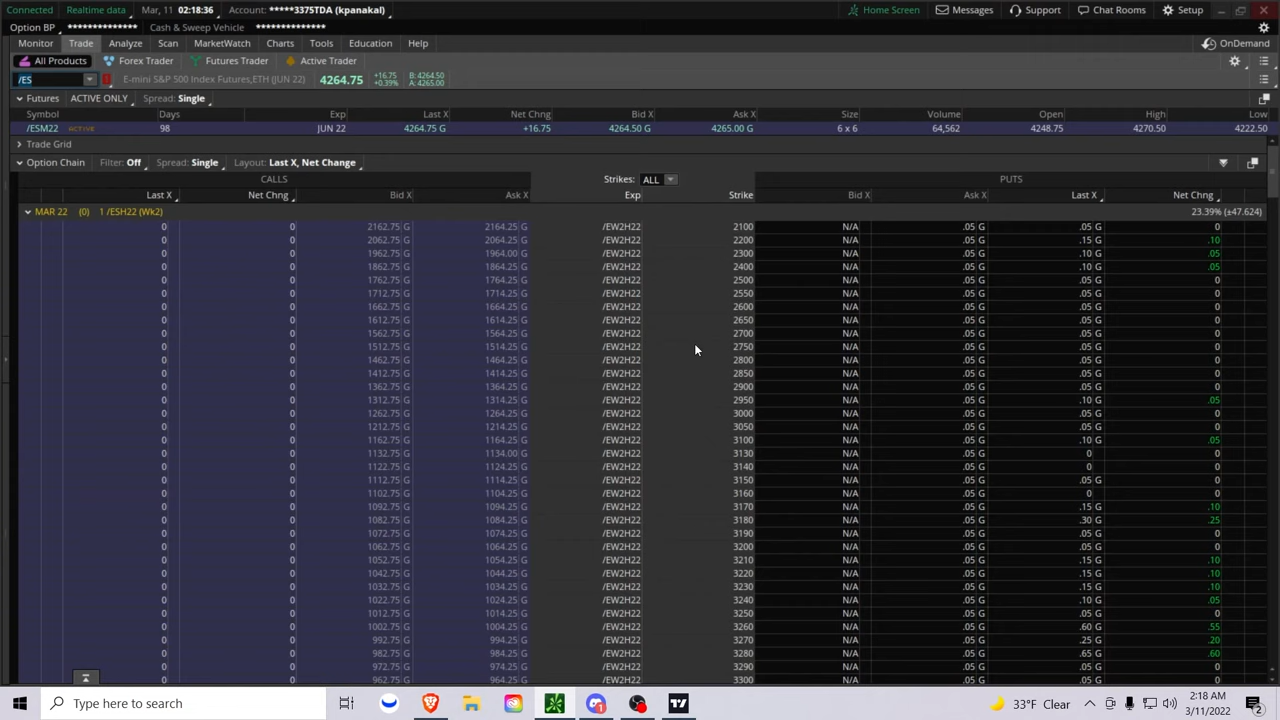 Connected Realtime data Mar, 11 02:18:36 Account: *****3375TDA (kpanakal) Home Screen Messages Support Chat Rooms Setup
Option BP ************** Cash & Sweep Vehicle **************
Monitor Trade Analyze Scan MarketWatch Charts Tools Education Help OnDemand
All Products Forex Trader Futures Trader Active Trader
/ES E-mini S&P 500 Index Futures,ETH (JUN 22) 4264.75 +16.75 +0.39% B: 4264.50 A: 4265.00
Futures ACTIVE ONLY Spread: Single
Symbol Days Exp Last X Net Chng Bid X Ask X Size Volume Open High Low
/ESM22 ACTIVE 98 JUN 22 4264.75 G +16.75 4264.50 G 4265.00 G 6 x 6 64,562 4248.75 4270.50 4222.50
Trade Grid
Option Chain Filter: Off Spread: Single Layout: Last X, Net Change
CALLS Strikes: ALL PUTS
Last X Net Chng Bid X Ask X Exp Strike Bid X Ask X Last X Net Chng
MAR 22 (0) 1 /ESH22 (Wk2) 23.39% (±47.624)
0 0 2162.75 G 2164.25 G /EW2H22 2100 N/A .05 G .05 G 0
0 0 2062.75 G 2064.25 G /EW2H22 2200 N/A .05 G .15 G .10
0 0 1962.75 G 1964.00 G /EW2H22 2300 N/A .05 G .10 G .05
0 0 1862.75 G 1864.25 G /EW2H22 2400 N/A .05 G .10 G .05
0 0 1762.75 G 1764.25 G /EW2H22 2500 N/A .05 G .05 G 0
0 0 1712.75 G 1714.25 G /EW2H22 2550 N/A .05 G .05 G 0
0 0 1662.75 G 1664.25 G /EW2H22 2600 N/A .05 G .05 G 0
0 0 1612.75 G 1614.25 G /EW2H22 2650 N/A .05 G .05 G 0
0 0 1562.75 G 1564.25 G /EW2H22 2700 N/A .05 G .05 G 0
0 0 1512.75 G 1514.25 G /EW2H22 2750 N/A .05 G .05 G 0
0 0 1462.75 G 1464.25 G /EW2H22 2800 N/A .05 G .05 G 0
0 0 1412.75 G 1414.25 G /EW2H22 2850 N/A .05 G .05 G 0
0 0 1362.75 G 1364.25 G /EW2H22 2900 N/A .05 G .05 G 0
0 0 1312.75 G 1314.25 G /EW2H22 2950 N/A .05 G .10 G .05
0 0 1262.75 G 1264.25 G /EW2H22 3000 N/A .05 G .05 G 0
0 0 1212.75 G 1214.25 G /EW2H22 3050 N/A .05 G .05 G 0
0 0 1162.75 G 1164.25 G /EW2H22 3100 N/A .05 G .10 G .05
0 0 1132.75 G 1134.00 G /EW2H22 3130 N/A .05 G 0 0
0 0 1122.75 G 1124.25 G /EW2H22 3140 N/A .05 G 0 0
0 0 1112.75 G 1114.25 G /EW2H22 3150 N/A .05 G .05 G 0
0 0 1102.75 G 1104.25 G /EW2H22 3160 N/A .05 G 0 0
0 0 1092.75 G 1094.25 G /EW2H22 3170 N/A .05 G .15 G .10
0 0 1082.75 G 1084.25 G /EW2H22 3180 N/A .05 G .30 G .25
0 0 1072.75 G 1074.25 G /EW2H22 3190 N/A .05 G .05 G 0
0 0 1062.75 G 1064.25 G /EW2H22 3200 N/A .05 G .05 G 0
0 0 1052.75 G 1054.25 G /EW2H22 3210 N/A .05 G .15 G .10
0 0 1042.75 G 1044.25 G /EW2H22 3220 N/A .05 G .15 G .10
0 0 1032.75 G 1034.25 G /EW2H22 3230 N/A .05 G .15 G .10
0 0 1022.75 G 1024.25 G /EW2H22 3240 N/A .05 G .10 G .05
0 0 1012.75 G 1014.25 G /EW2H22 3250 N/A .05 G .05 G 0
0 0 1002.75 G 1004.25 G /EW2H22 3260 N/A .05 G .60 G .55
0 0 992.75 G 994.25 G /EW2H22 3270 N/A .05 G .25 G .20
0 0 982.75 G 984.25 G /EW2H22 3280 N/A .05 G .65 G .60
0 0 972.75 G 974.25 G /EW2H22 3290 N/A .05 G .05 G 0
0 0 962.75 G 964.25 G /EW2H22 3300 N/A .05 G .05 G 0
Type here to search 33°F Clear 2:18 AM
3/11/2022 2